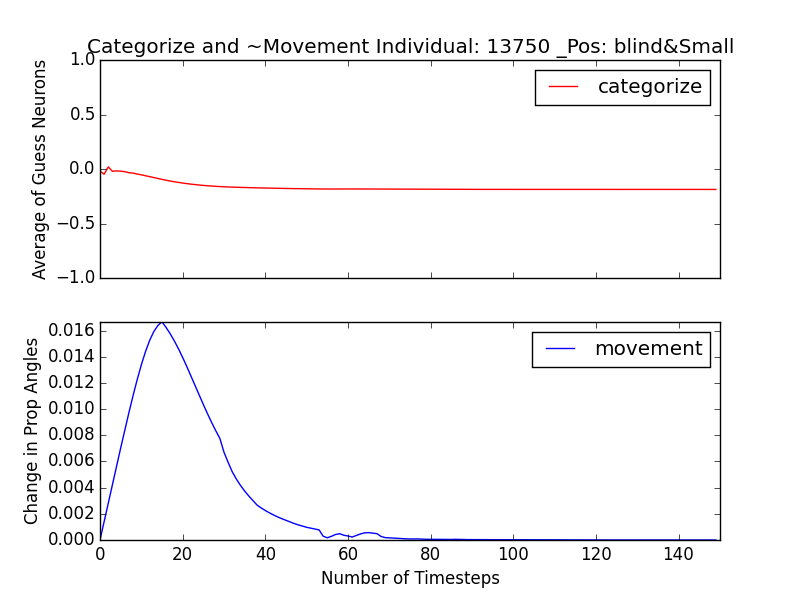 Categorize and ~Movement Individual: 13750 _Pos: blind&Small
1.0
0.5
0.0
−0.5
−1.0
Average of Guess Neurons
categorize
0.016
0.014
0.012
0.010
0.008
0.006
0.004
0.002
0.000
Change in Prop Angles
movement
0 20 40 60 80 100 120 140
Number of Timesteps